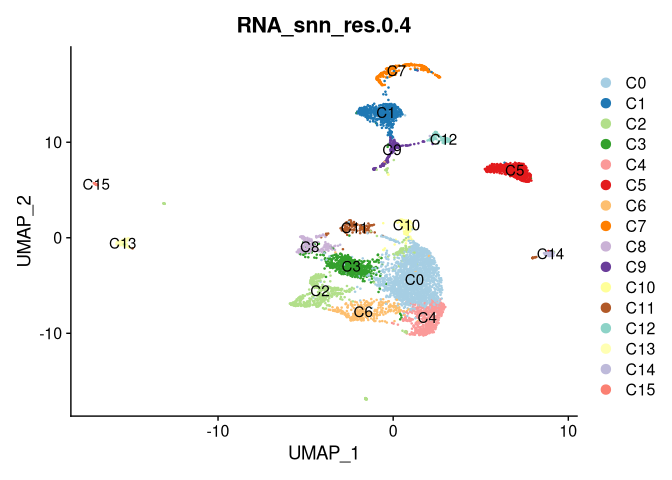 RNA_snn_res.0.4
UMAP_2
10
0
-10
C7
C1
C12
C9
C5
C15
C11
C10
C13
C8
C14
C3
C0
C2
C6
C4
-10
0
10
UMAP_1
C0
C1
C2
C3
C4
C5
C6
C7
C8
C9
C10
C11
C12
C13
C14
C15